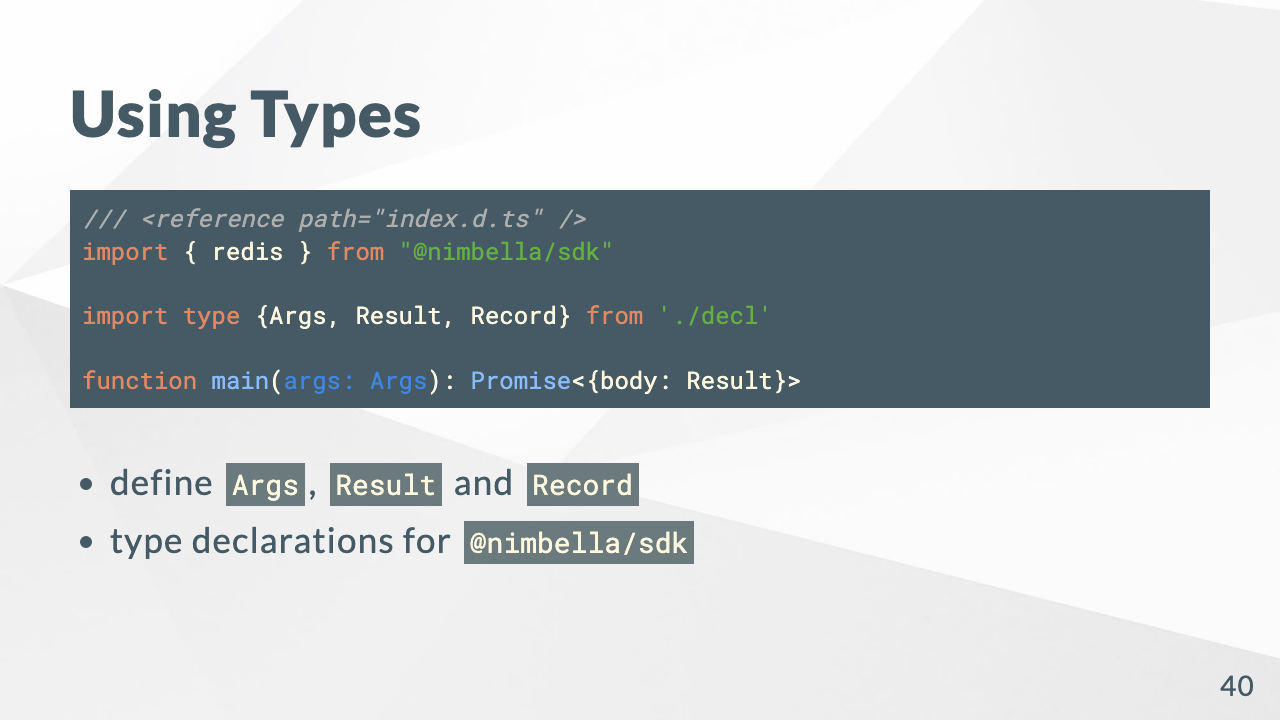 Using Types
/// <reference path="index.d.ts" />
import { redis } from "@nimbella/sdk"
import type {Args, Result, Record} from './decl'
function main(args: Args): Promise<{body: Result}>
• define Args, Result and Record
• type declarations for @nimbella/sdk
40